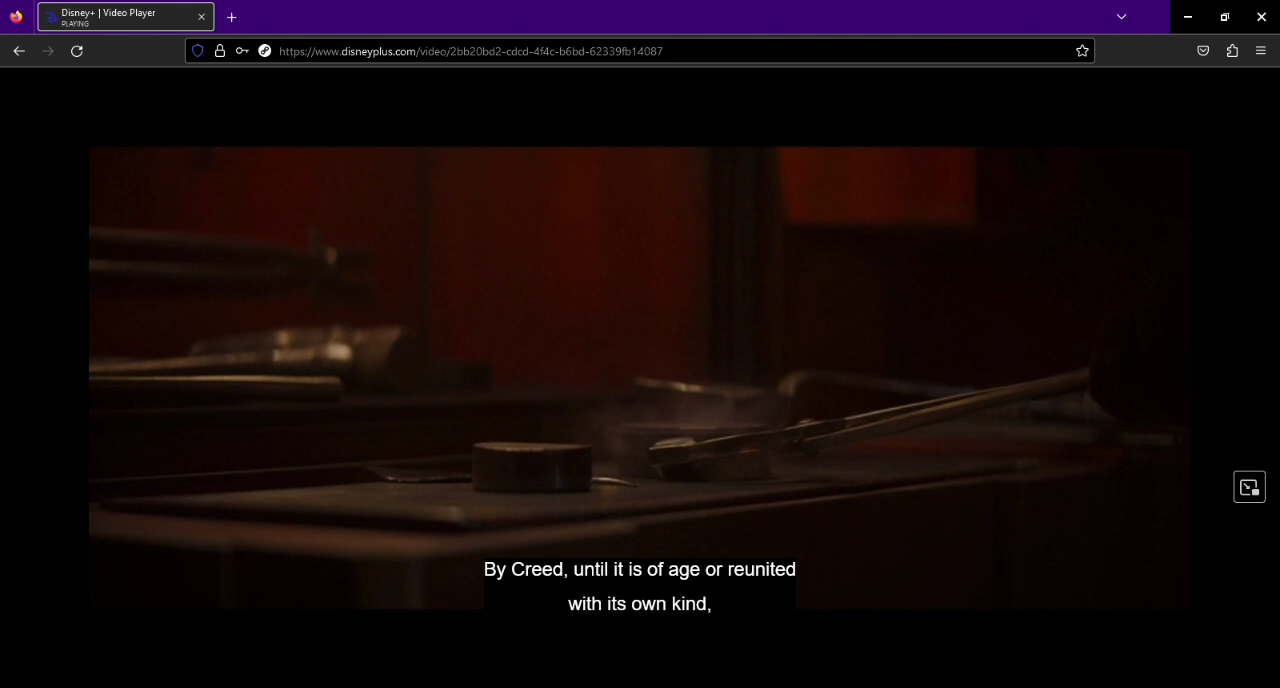 Disney+ | Video Player
PLAYING
https://www.disneyplus.com/video/2bb20bd2-cdcd-4f4c-b6bd-62339fb14087
By Creed, until it is of age or reunited
with its own kind,